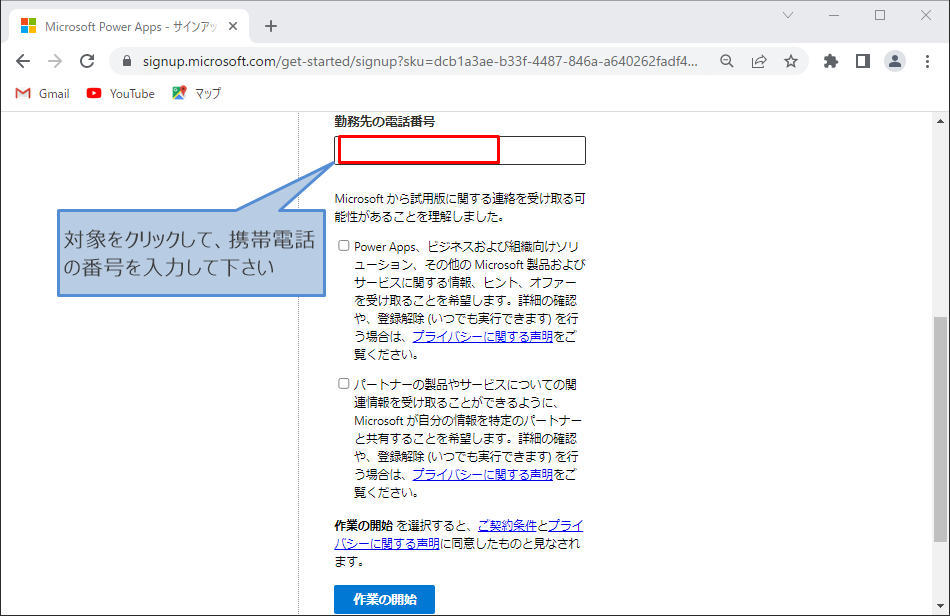 Microsoft Power Apps - サインアッ
signup.microsoft.com/get-started/signup?sku=dcb1a3ae-b33f-4487-846a-a640262fadf4...
Gmail
YouTube
マップ
勤務先の電話番号
対象をクリックして、携帯電話
の番号を入力して下さい
Microsoft から試用版に関する連絡を受け取る可
能性があることを理解しました。
Power Apps、ビジネスおよび組織向けソリ
ューション、その他の Microsoft 製品および
サービスに関する情報、ヒント、オファー
を受け取ることを希望します。詳細の確認
や、登録解除 (いつでも実行できます) を行
う場合は、プライバシーに関する声明をご
覧ください。
パートナーの製品やサービスについての関
連情報を受け取ることができるように、
Microsoft が自分の情報を特定のパートナー
と共有することを希望します。詳細の確認
や、登録解除 (いつでも実行できます) を行
う場合は、プライバシーに関する声明をご
覧ください。
作業の開始 を選択すると、ご契約条件とプライ
バシーに関する声明に同意したものと見なされ
ます。
作業の開始